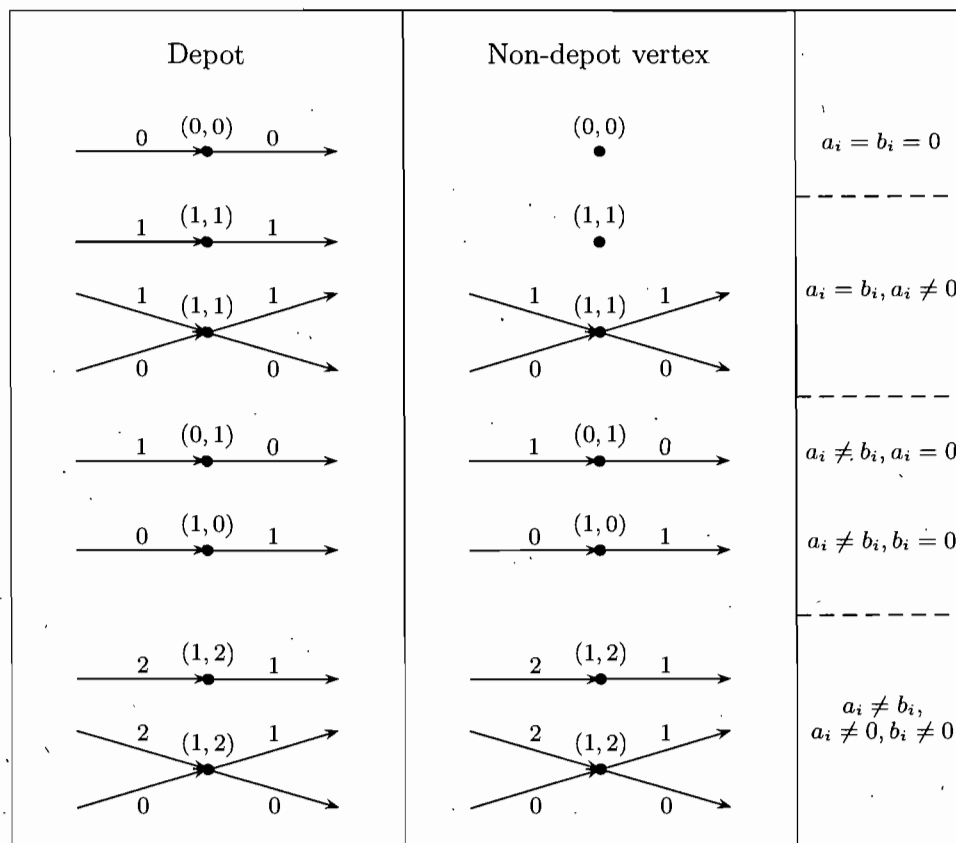 Depot Non-depot vertex
0 (0, 0) 0 (0, 0) a_i = b_i = 0
1 (1, 1) 1 (1, 1)
1 (1, 1) 1 1 (1, 1) 1 a_i = b_i, a_i ≠ 0
0 0 0 0
1 (0, 1) 0 1 (0, 1) 0 a_i ≠ b_i, a_i = 0
0 (1, 0) 1 0 (1, 0) 1 a_i ≠ b_i, b_i = 0
2 (1, 2) 1 2 (1, 2) 1
a_i ≠ b_i,
2 (1, 2) 1 2 (1, 2) 1 a_i ≠ 0, b_i ≠ 0
0 0 0 0